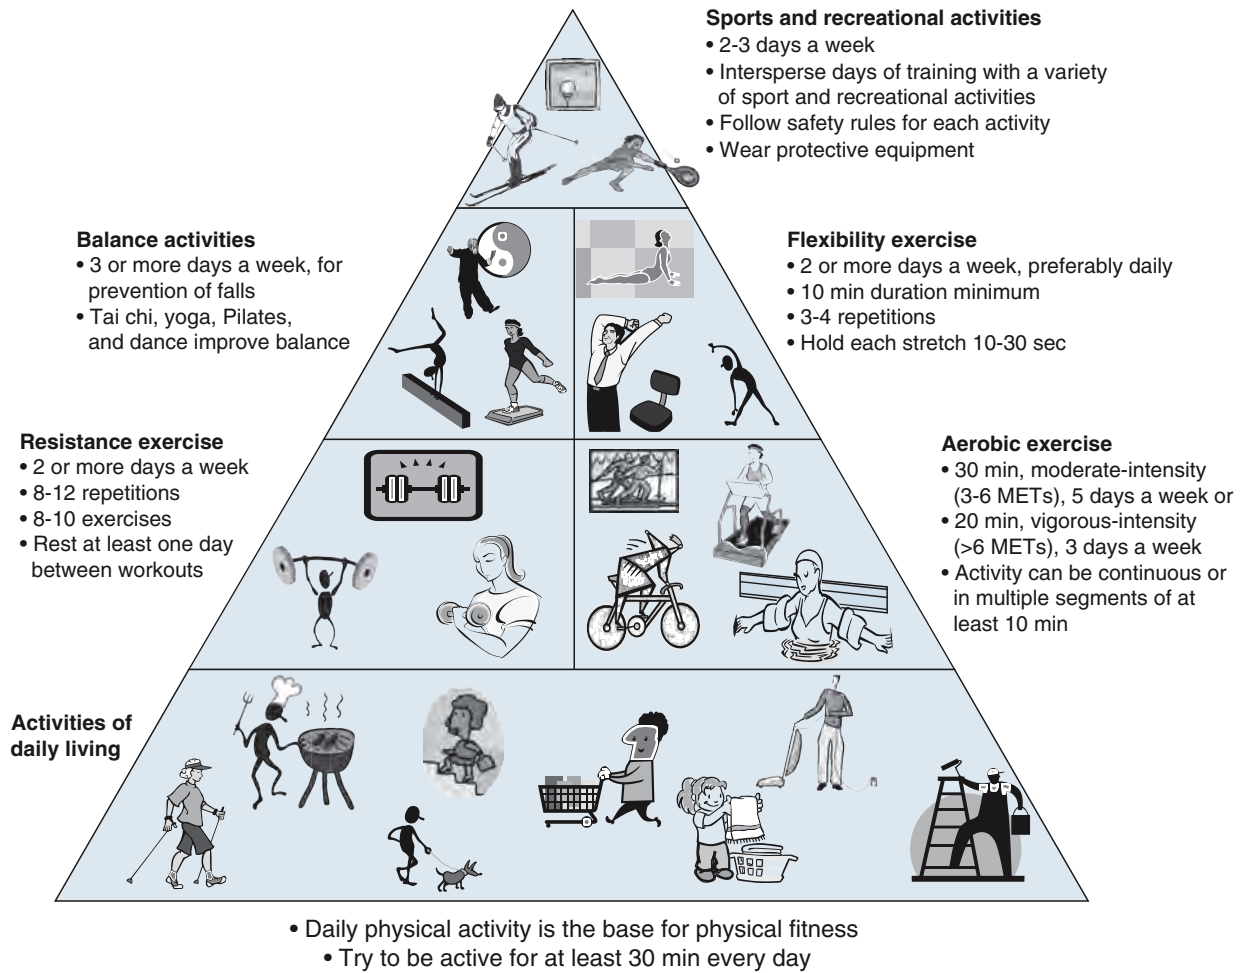 Sports and recreational activities
• 2-3 days a week
• Intersperse days of training with a variety
of sport and recreational activities
• Follow safety rules for each activity
• Wear protective equipment
Balance activities
• 3 or more days a week, for
prevention of falls
• Tai chi, yoga, Pilates,
and dance improve balance
Flexibility exercise
• 2 or more days a week, preferably daily
• 10 min duration minimum
• 3-4 repetitions
• Hold each stretch 10-30 sec
Resistance exercise
• 2 or more days a week
• 8-12 repetitions
• 8-10 exercises
• Rest at least one day
between workouts
Aerobic exercise
• 30 min, moderate-intensity
(3-6 METs), 5 days a week or
• 20 min, vigorous-intensity
(>6 METs), 3 days a week
• Activity can be continuous or
in multiple segments of at
least 10 min
Activities of
daily living
• Daily physical activity is the base for physical fitness
• Try to be active for at least 30 min every day